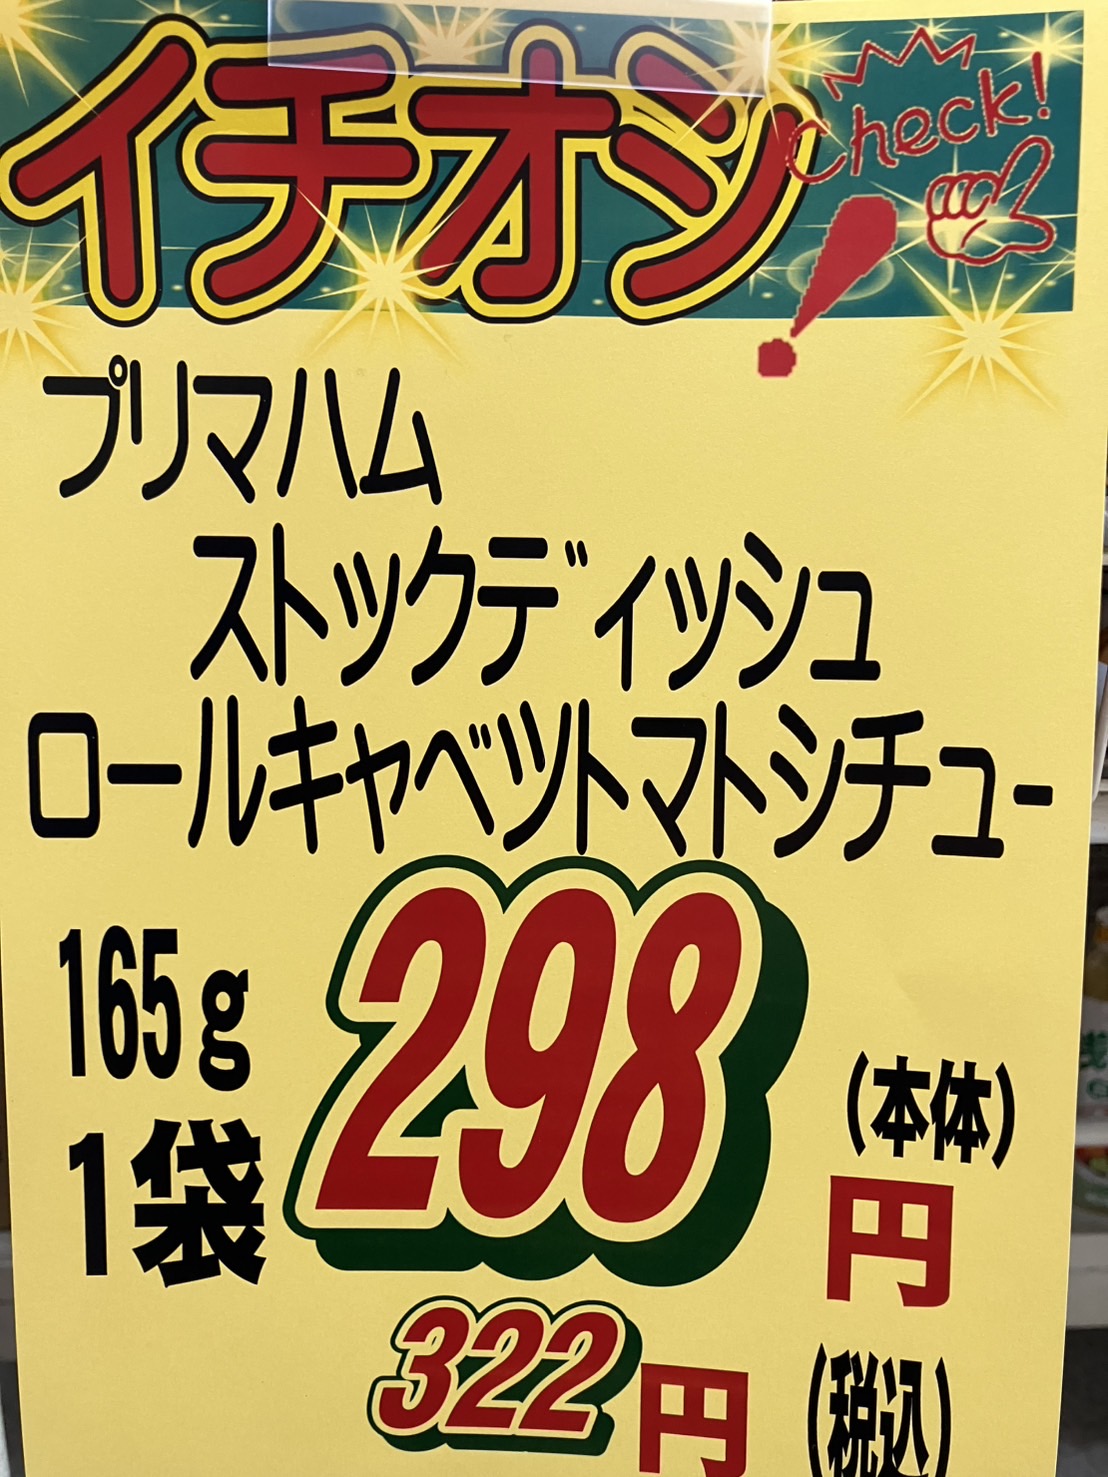 イチオシ
Check!
プリマハム
ストックディッシュ
ロールキャベツトマトシチュー
165g
1袋
298
(本体)
円
322円
(税込)